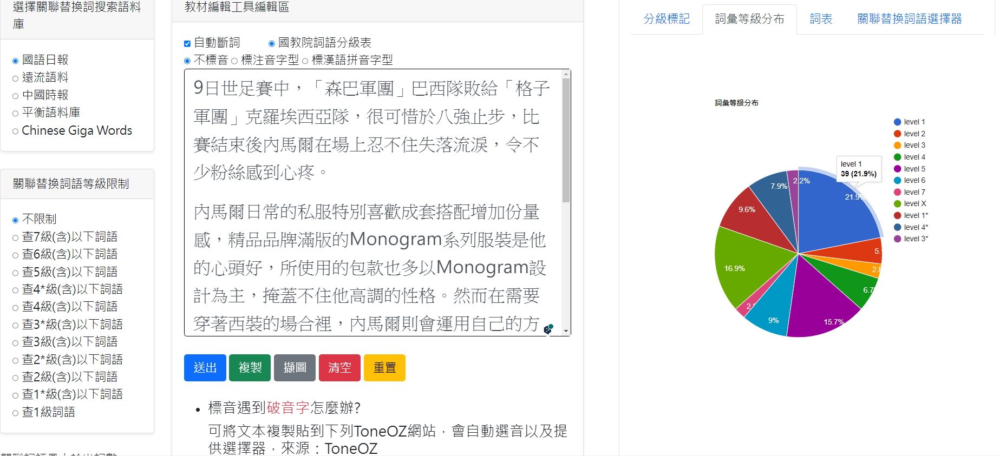 選擇關聯替換詞搜索語料
庫
國語日報
遠流語料
中國時報
平衡語料庫
Chinese Giga Words
關聯替換詞語等級限制
不限制
查7級(含)以下詞語
查6級(含)以下詞語
查5級(含)以下詞語
查4*級(含)以下詞語
查4級(含)以下詞語
查3*級(含)以下詞語
查3級(含)以下詞語
查2*級(含)以下詞語
查2級(含)以下詞語
查1*級(含)以下詞語
查1級詞語
教材編輯工具編輯區
自動斷詞 國教院詞語分級表
不標音 標注音字型 標漢語拼音字型
9日世足賽中，「森巴軍團」巴西隊敗給「格子
軍團」克羅埃西亞隊，很可惜於八強止步，比
賽結束後內馬爾在場上忍不住失落流淚，令不
少粉絲感到心疼。
內馬爾日常的私服特別喜歡成套搭配增加份量
感，精品品牌滿版的Monogram系列服裝是他
的心頭好，所使用的包款也多以Monogram設
計為主，掩蓋不住他高調的性格。然而在需要
穿著西裝的場合裡，內馬爾則會運用自己的方
送出 複製 擷圖 清空 重置
標音遇到破音字怎麼辦?
可將文本複製貼到下列ToneOZ網站，會自動選音以及提
供選擇器，來源：ToneOZ
分級標記 詞彙等級分布 詞表 關聯替換詞語選擇器
詞彙等級分布
level 1
level 2
level 3
level 4
level 5
level 6
level 7
level X
level 1*
level 4*
level 3*
level 1
39 (21.9%)
21.9%
6.7
15.7%
9%
16.9%
9.6%
7.9%
2.2%